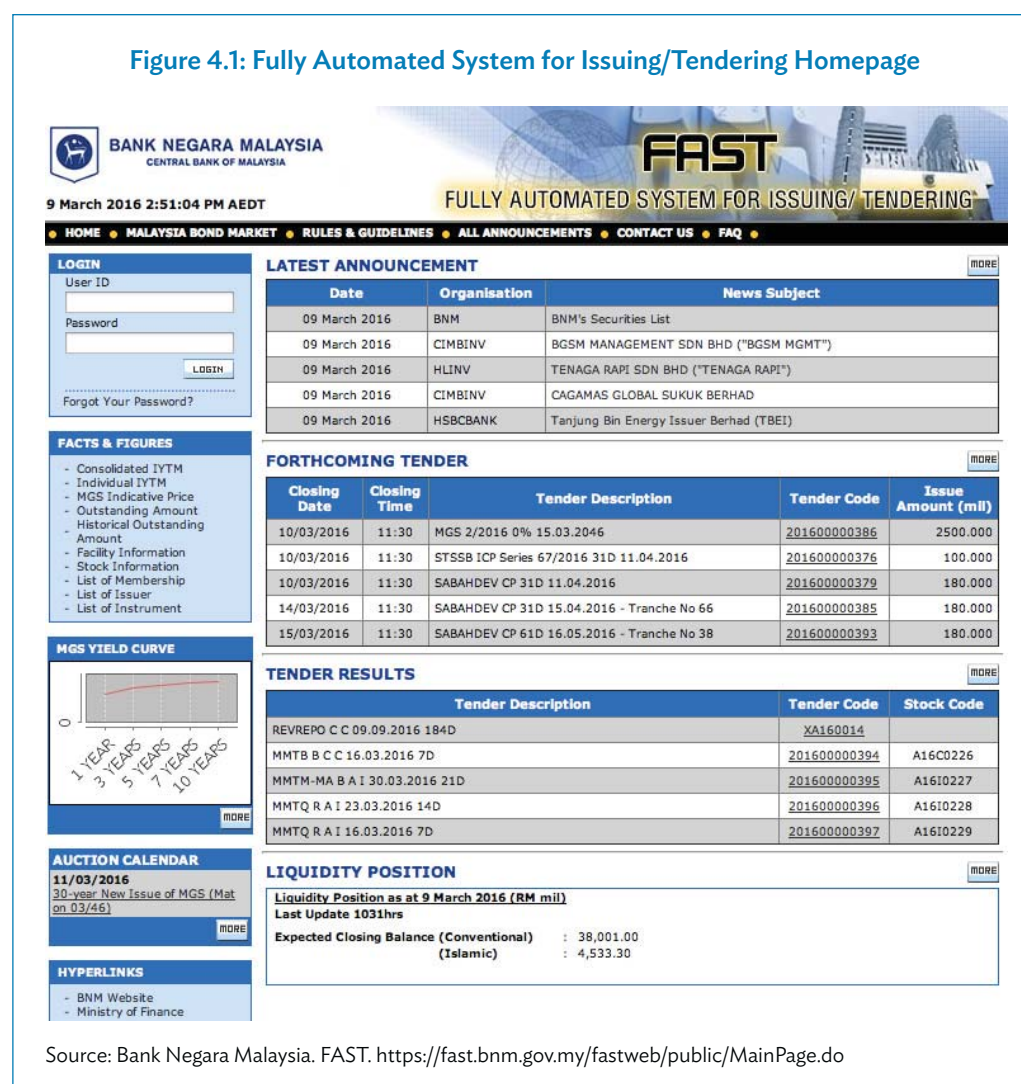 Figure 4.1: Fully Automated System for Issuing/Tendering Homepage
BANK NEGARA MALAYSIA
CENTRAL BANK OF MALAYSIA
9 March 2016 2:51:04 PM AEDT
FAST
FULLY AUTOMATED SYSTEM FOR ISSUING/ TENDERING
HOME MALAYSIA BOND MARKET RULES & GUIDELINES ALL ANNOUNCEMENTS CONTACT US FAQ
LOGIN
User ID
Password
LOGIN
Forgot Your Password?
FACTS & FIGURES
- Consolidated IYTM
- Individual IYTM
- MGS Indicative Price
- Outstanding Amount
- Historical Outstanding
Amount
- Facility Information
- Stock Information
- List of Membership
- List of Issuer
- List of Instrument
MGS YIELD CURVE
0
1 YEAR
3 YEARS
5 YEARS
7 YEARS
10 YEARS
MORE
AUCTION CALENDAR
11/03/2016
30-year New Issue of MGS (Mat
on 03/46)
MORE
HYPERLINKS
- BNM Website
- Ministry of Finance
LATEST ANNOUNCEMENT MORE
Date Organisation News Subject
09 March 2016 BNM BNM's Securities List
09 March 2016 CIMBINV BGSM MANAGEMENT SDN BHD ("BGSM MGMT")
09 March 2016 HLINV TENAGA RAPI SDN BHD ("TENAGA RAPI")
09 March 2016 CIMBINV CAGAMAS GLOBAL SUKUK BERHAD
09 March 2016 HSBCBANK Tanjung Bin Energy Issuer Berhad (TBEI)
FORTHCOMING TENDER MORE
Closing Date Closing Time Tender Description Tender Code Issue Amount (mil)
10/03/2016 11:30 MGS 2/2016 0% 15.03.2046 201600000386 2500.000
10/03/2016 11:30 STSSB ICP Series 67/2016 31D 11.04.2016 201600000376 100.000
10/03/2016 11:30 SABAHDEV CP 31D 11.04.2016 201600000379 180.000
14/03/2016 11:30 SABAHDEV CP 31D 15.04.2016 - Tranche No 66 201600000385 180.000
15/03/2016 11:30 SABAHDEV CP 61D 16.05.2016 - Tranche No 38 201600000393 180.000
TENDER RESULTS MORE
Tender Description Tender Code Stock Code
REVREPO C C 09.09.2016 184D XA160014
MMTB B C C 16.03.2016 7D 201600000394 A16C0226
MMTM-MA B A I 30.03.2016 21D 201600000395 A16I0227
MMTQ R A I 23.03.2016 14D 201600000396 A16I0228
MMTQ R A I 16.03.2016 7D 201600000397 A16I0229
LIQUIDITY POSITION MORE
Liquidity Position as at 9 March 2016 (RM mil)
Last Update 1031hrs
Expected Closing Balance (Conventional) : 38,001.00
(Islamic) : 4,533.30
Source: Bank Negara Malaysia. FAST. https://fast.bnm.gov.my/fastweb/public/MainPage.do